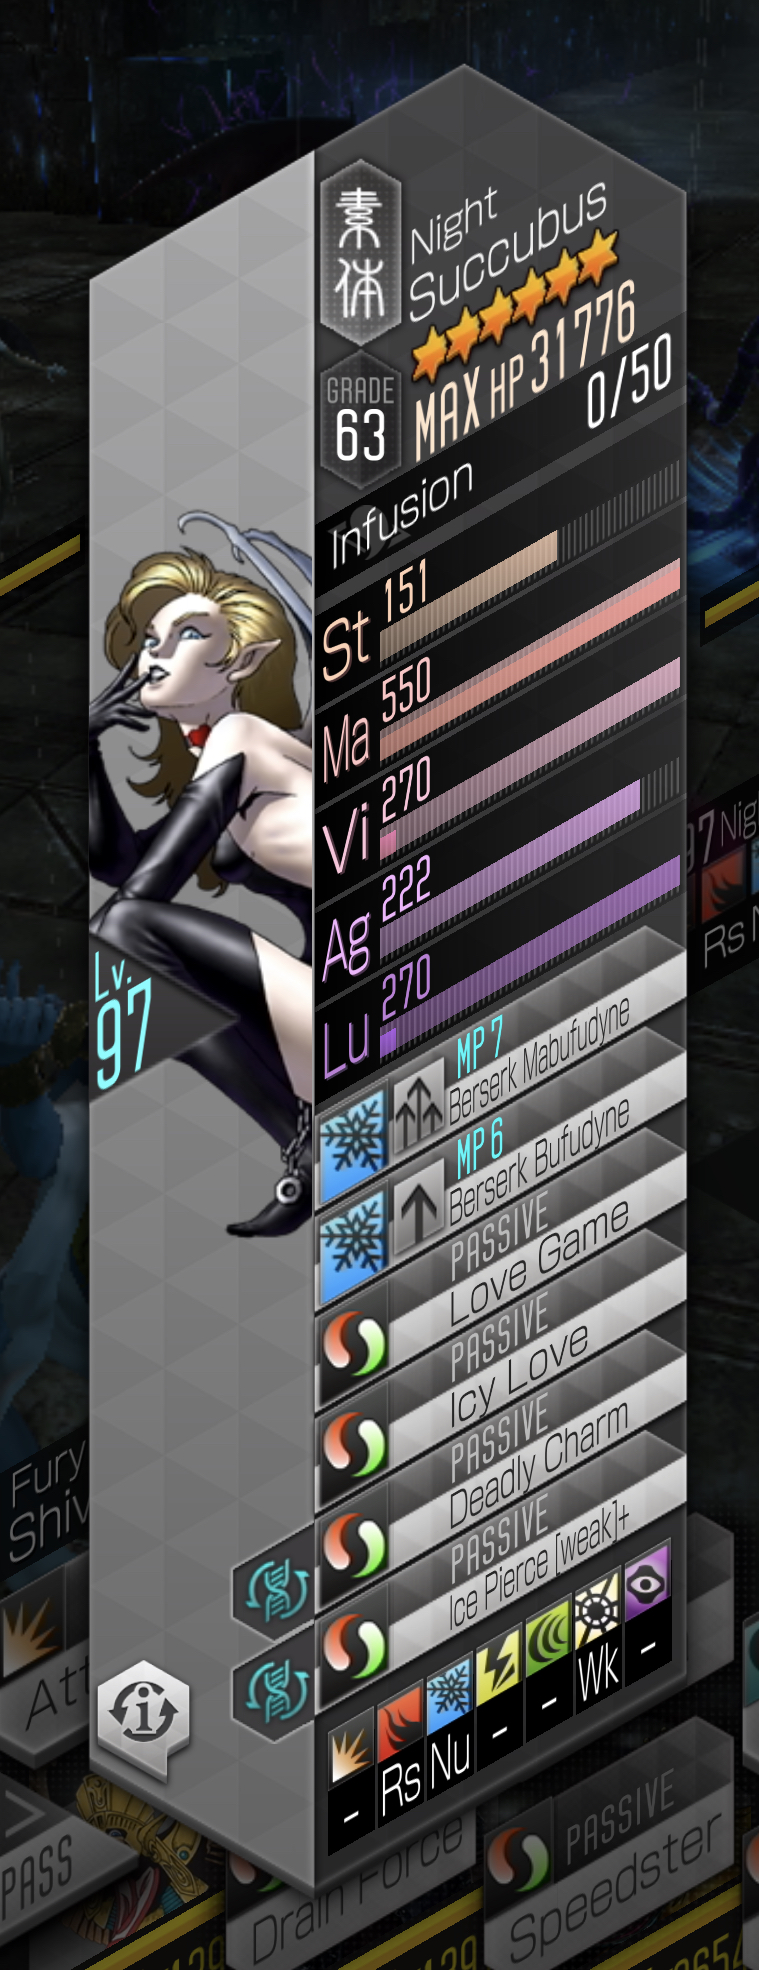 素体
Night
Succubus
GRADE
63
MAX HP 31776
0/50
Infusion
St 151
Ma 550
Vi 270
Ag 222
Lu 270
Lv.
97
MP 7
Berserk Mabufudyne
MP 6
Berserk Bufudyne
PASSIVE
Love Game
PASSIVE
Icy Love
PASSIVE
Deadly Charm
PASSIVE
Ice Pierce [weak]+
- Rs Nu - - Wk -
97 Nig
Rs N
Fury
Shiv
Att
PASS
Drain Force
PASSIVE
Speedster